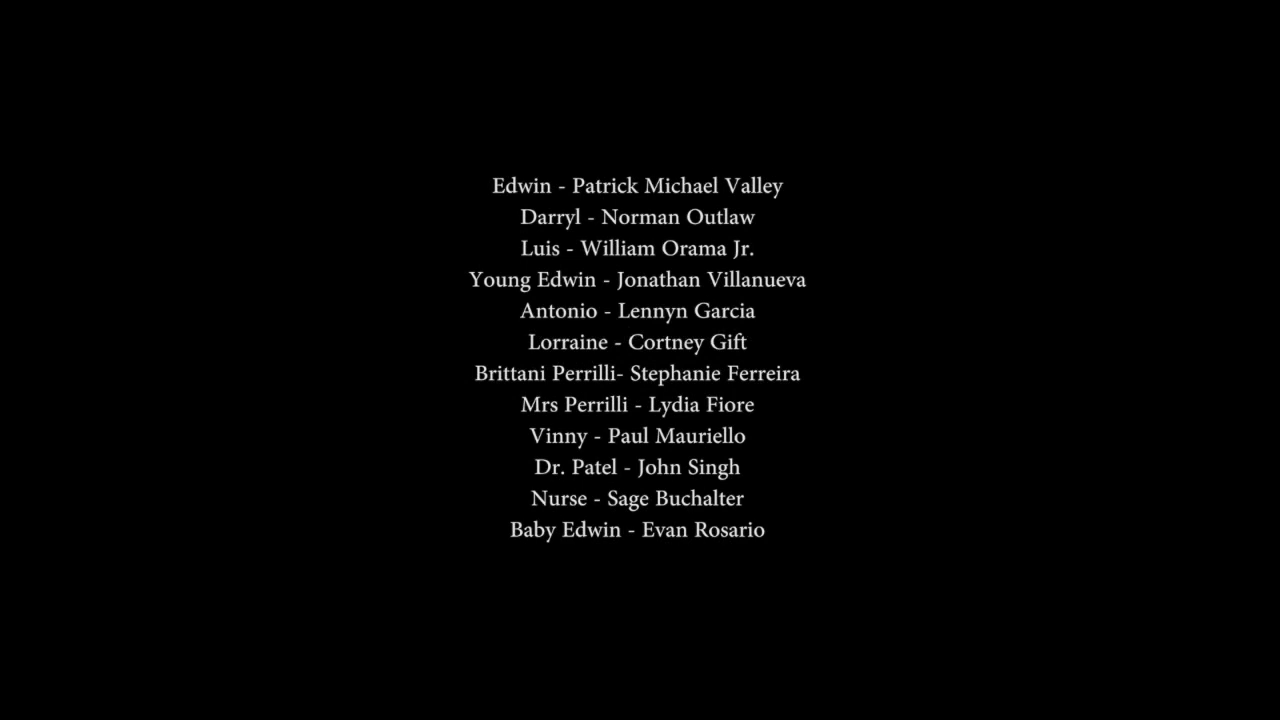 Edwin - Patrick Michael Valley
Darryl - Norman Outlaw
Luis - William Orama Jr.
Young Edwin - Jonathan Villanueva
Antonio - Lennyn Garcia
Lorraine - Cortney Gift
Brittani Perrilli- Stephanie Ferreira
Mrs Perrilli - Lydia Fiore
Vinny - Paul Mauriello
Dr. Patel - John Singh
Nurse - Sage Buchalter
Baby Edwin - Evan Rosario